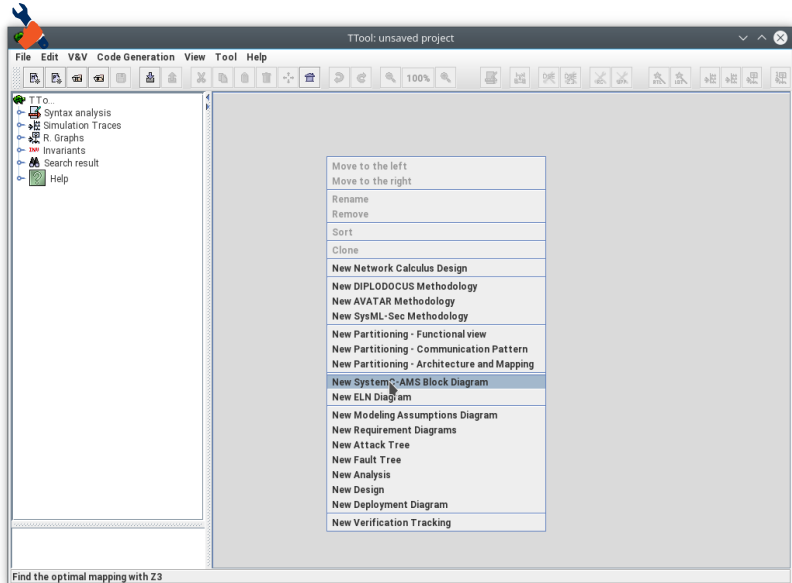 TTool: unsaved project
File Edit V&V Code Generation View Tool Help
100%
TTo...
Syntax analysis
Simulation Traces
R. Graphs
INV Invariants
Search result
Help
Move to the left
Move to the right
Rename
Remove
Sort
Clone
New Network Calculus Design
New DIPLODOCUS Methodology
New AVATAR Methodology
New SysML-Sec Methodology
New Partitioning - Functional view
New Partitioning - Communication Pattern
New Partitioning - Architecture and Mapping
New SystemC-AMS Block Diagram
New ELN Diagram
New Modeling Assumptions Diagram
New Requirement Diagrams
New Attack Tree
New Fault Tree
New Analysis
New Design
New Deployment Diagram
New Verification Tracking
Find the optimal mapping with Z3